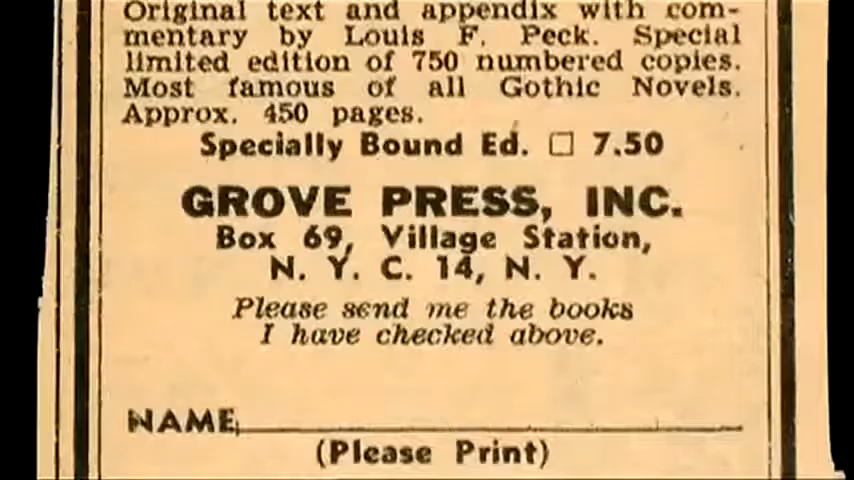 Original text and appendix with com-
mentary by Louis F. Peck. Special
limited edition of 750 numbered copies.
Most famous of all Gothic Novels.
Approx. 450 pages.
Specially Bound Ed. □ 7.50
GROVE PRESS, INC.
Box 69, Village Station,
N. Y. C. 14, N. Y.
Please send me the books
I have checked above.
NAME
(Please Print)